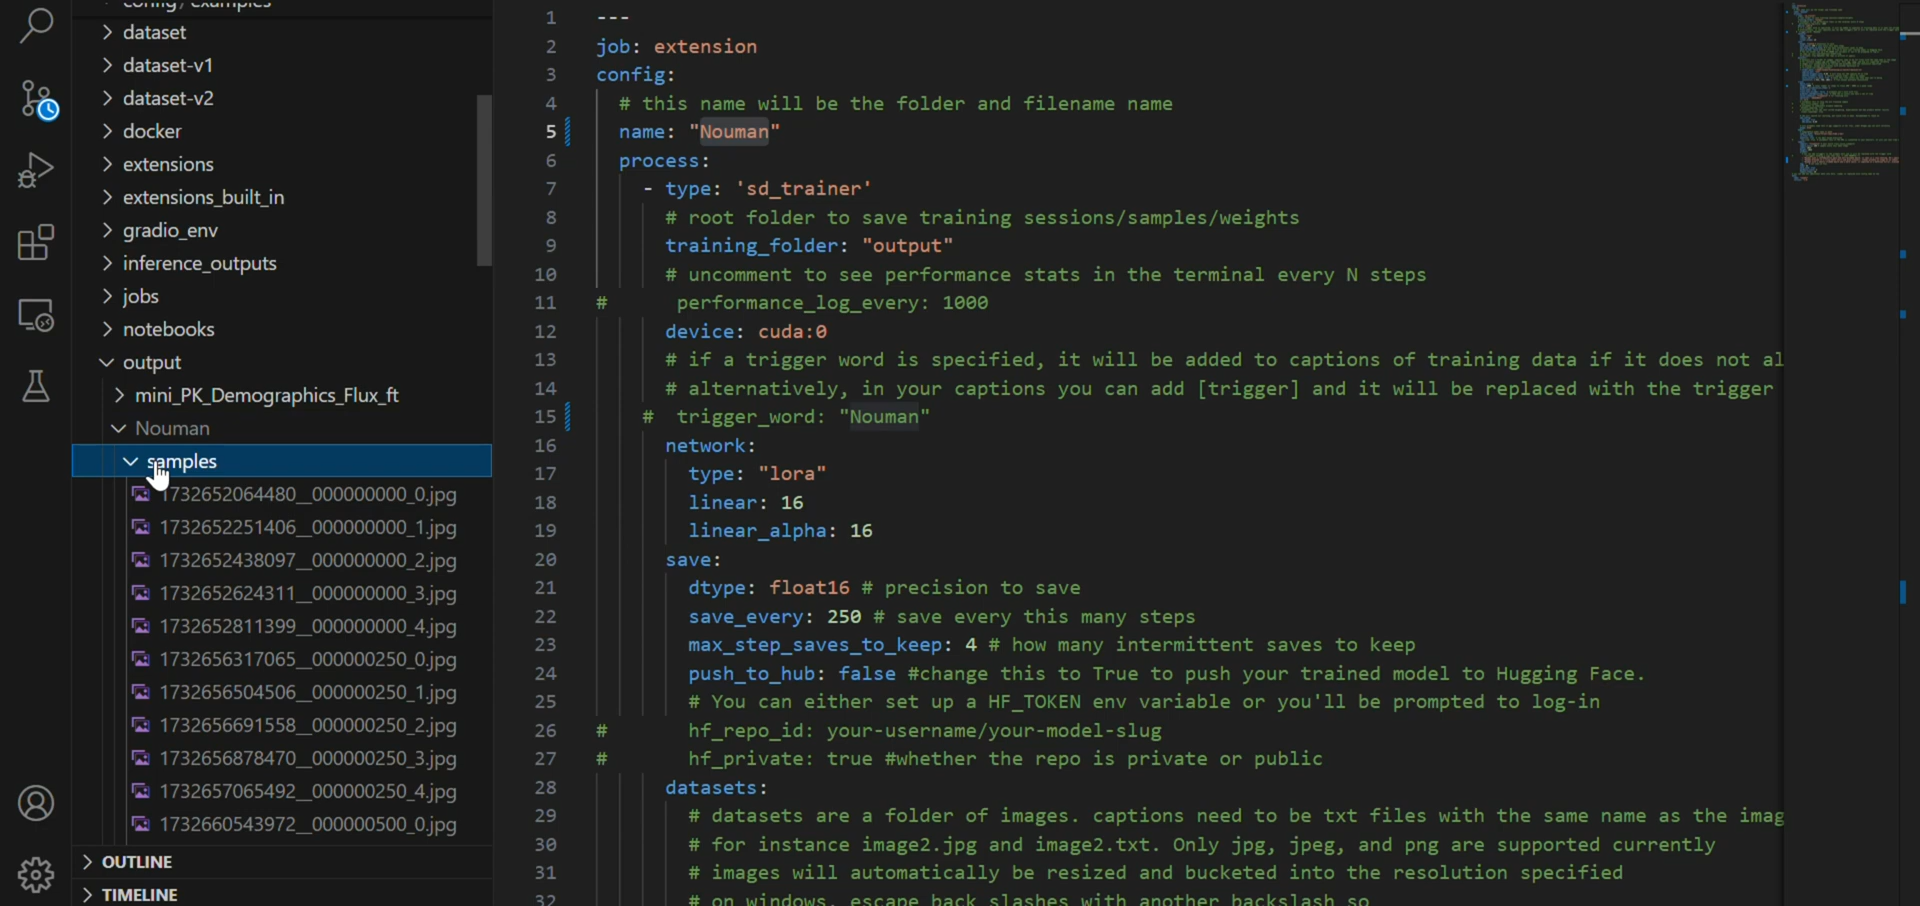 config / examples
dataset
dataset-v1
dataset-v2
docker
extensions
extensions_built_in
gradio_env
inference_outputs
jobs
notebooks
output
mini_PK_Demographics_Flux_ft
Nouman
samples
1732652064480__000000000_0.jpg
1732652251406__000000000_1.jpg
1732652438097__000000000_2.jpg
1732652624311__000000000_3.jpg
1732652811399__000000000_4.jpg
1732656317065__000000250_0.jpg
1732656504506__000000250_1.jpg
1732656691558__000000250_2.jpg
1732656878470__000000250_3.jpg
1732657065492__000000250_4.jpg
1732660543972__000000500_0.jpg
OUTLINE
TIMELINE
1 ---
2 job: extension
3 config:
4 # this name will be the folder and filename name
5 name: "Nouman"
6 process:
7 - type: 'sd_trainer'
8 # root folder to save training sessions/samples/weights
9 training_folder: "output"
10 # uncomment to see performance stats in the terminal every N steps
11 # performance_log_every: 1000
12 device: cuda:0
13 # if a trigger word is specified, it will be added to captions of training data if it does not al
14 # alternatively, in your captions you can add [trigger] and it will be replaced with the trigger
15 # trigger_word: "Nouman"
16 network:
17 type: "lora"
18 linear: 16
19 linear_alpha: 16
20 save:
21 dtype: float16 # precision to save
22 save_every: 250 # save every this many steps
23 max_step_saves_to_keep: 4 # how many intermittent saves to keep
24 push_to_hub: false #change this to True to push your trained model to Hugging Face.
25 # You can either set up a HF_TOKEN env variable or you'll be prompted to log-in
26 # hf_repo_id: your-username/your-model-slug
27 # hf_private: true #whether the repo is private or public
28 datasets:
29 # datasets are a folder of images. captions need to be txt files with the same name as the imag
30 # for instance image2.jpg and image2.txt. Only jpg, jpeg, and png are supported currently
31 # images will automatically be resized and bucketed into the resolution specified
32 # on windows, escape back slashes with another backslash so